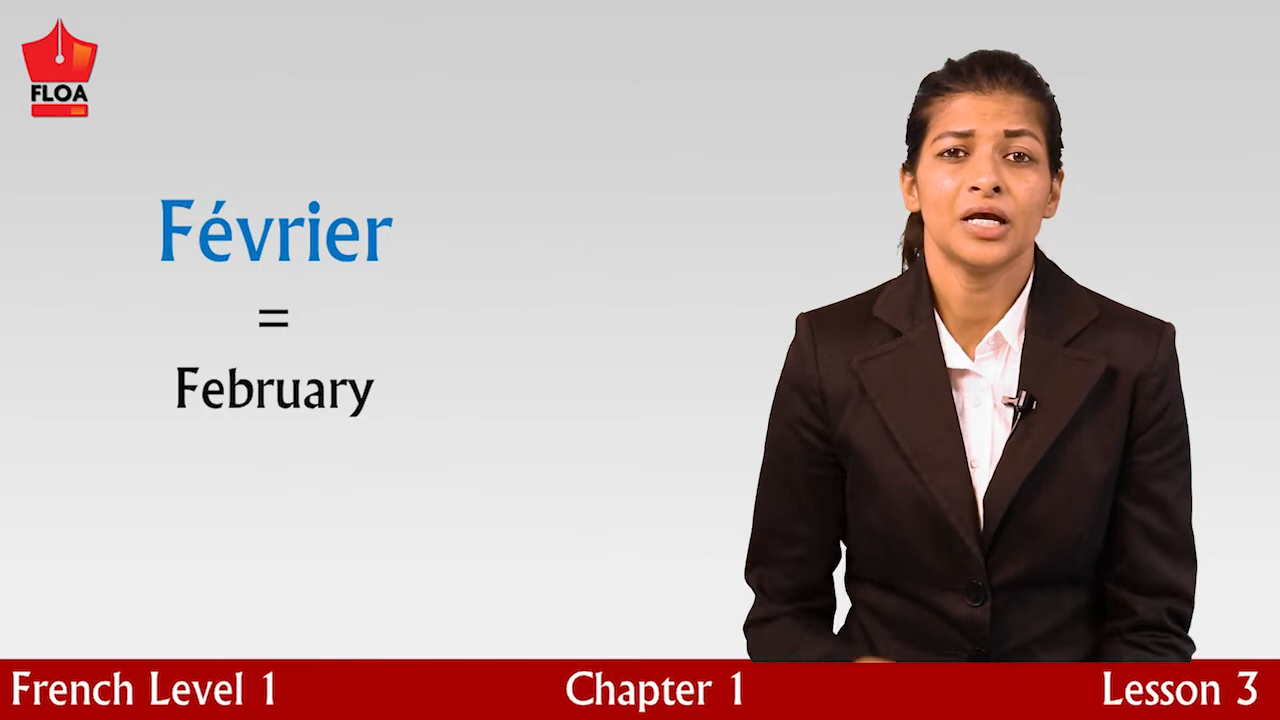 FLOA
Février
=
February
French Level 1
Chapter 1
Lesson 3